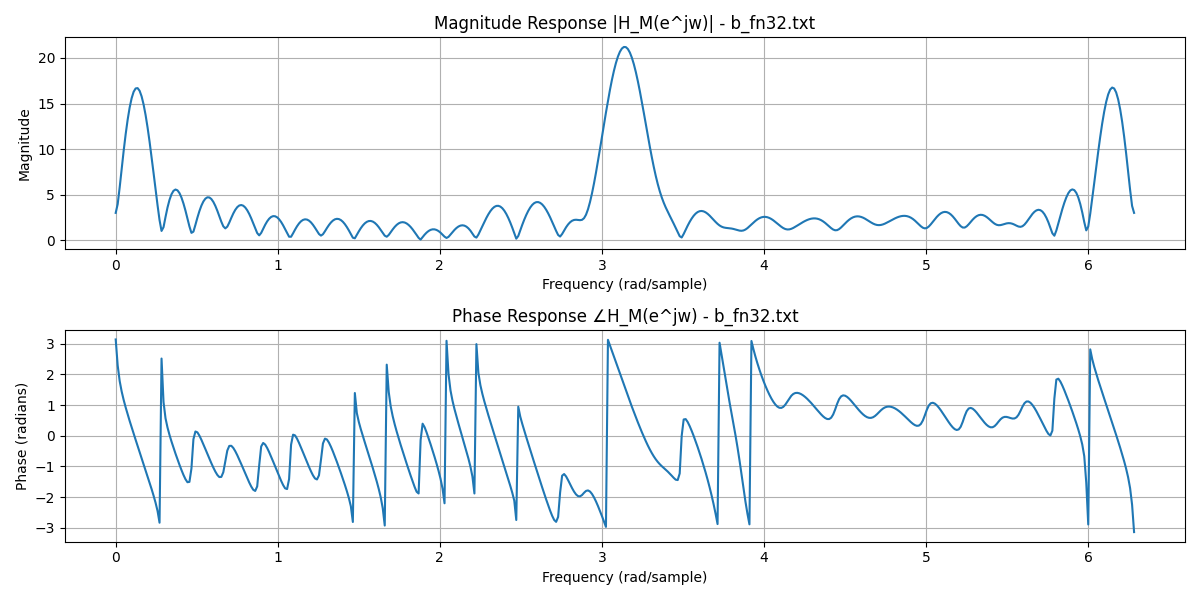 Magnitude Response |H_M(e^jw)| - b_fn32.txt
Magnitude
20
15
10
5
0
0 1 2 3 4 5 6
Frequency (rad/sample)
Phase Response ∠H_M(e^jw) - b_fn32.txt
Phase (radians)
3
2
1
0
−1
−2
−3
0 1 2 3 4 5 6
Frequency (rad/sample)